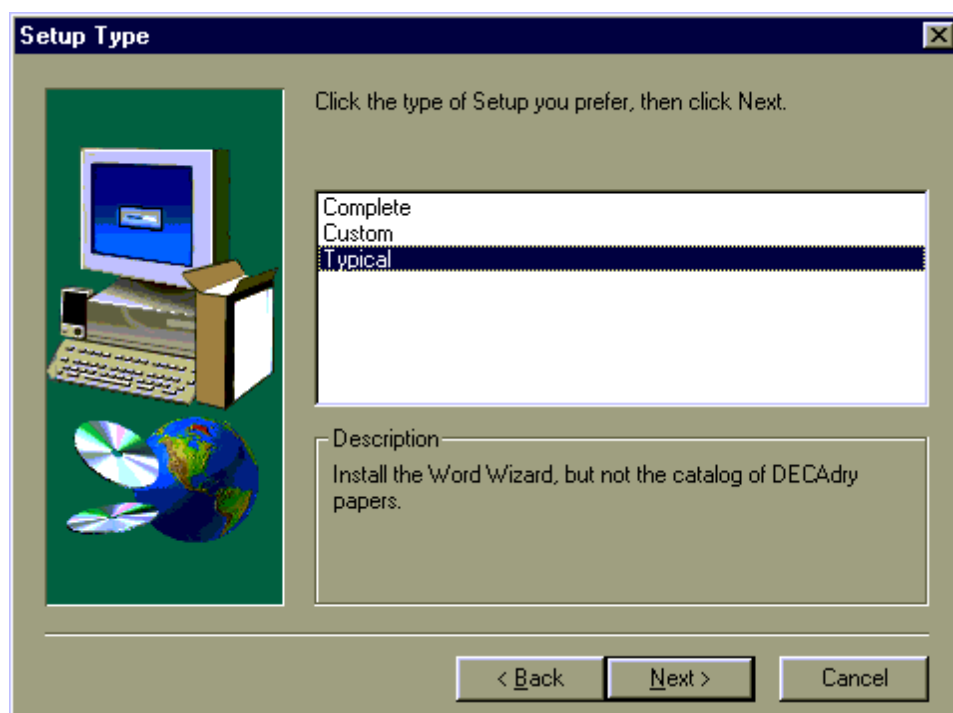 Setup Type
Click the type of Setup you prefer, then click Next.
Complete
Custom
Typical
Description
Install the Word Wizard, but not the catalog of DECAdry
papers.
< Back
Next >
Cancel